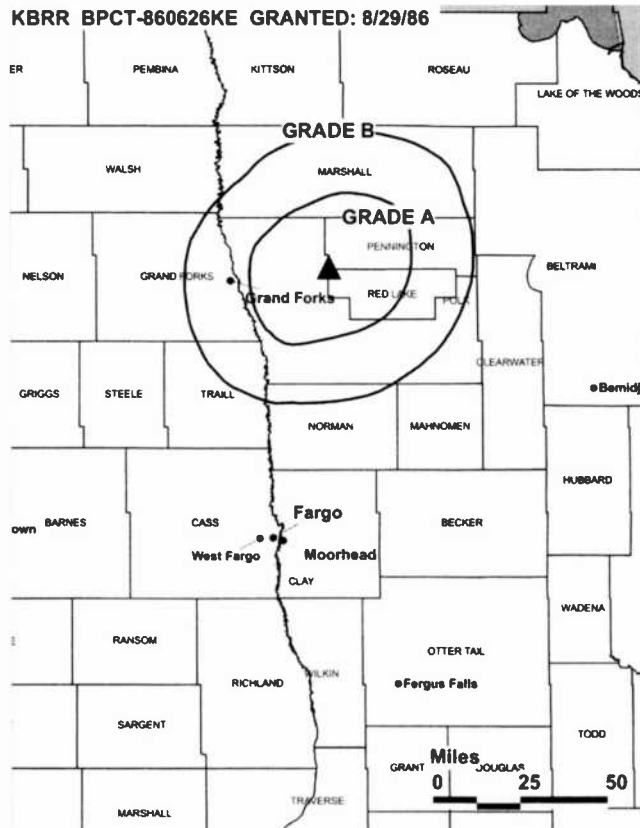 KBRR BPCT-860626KE GRANTED: 8/29/86
ER
PEMBINA
KITTSON
ROSEAU
LAKE OF THE WOODS
GRADE B
WALSH
MARSHALL
GRADE A
PENNINGTON
NELSON
GRAND FORKS
Grand Forks
RED LAKE
POLK
BELTRAMI
CLEARWATER
GRIGGS
STEELE
TRAILL
Bemidj
NORMAN
MAHNOMEN
HUBBARD
own
BARNES
CASS
Fargo
BECKER
West Fargo
Moorhead
CLAY
WADENA
RANSOM
OTTER TAIL
WILKIN
RICHLAND
Fergus Falls
SARGENT
TODD
Miles
GRANT
DOUGLAS
0 25 50
TRAVERSE
MARSHALL